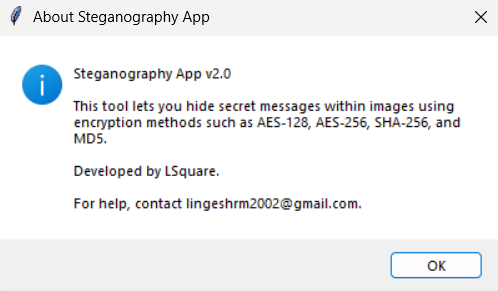 About Steganography App
Steganography App v2.0
This tool lets you hide secret messages within images using
encryption methods such as AES-128, AES-256, SHA-256, and
MD5.
Developed by LSquare.
For help, contact lingeshrm2002@gmail.com.
OK